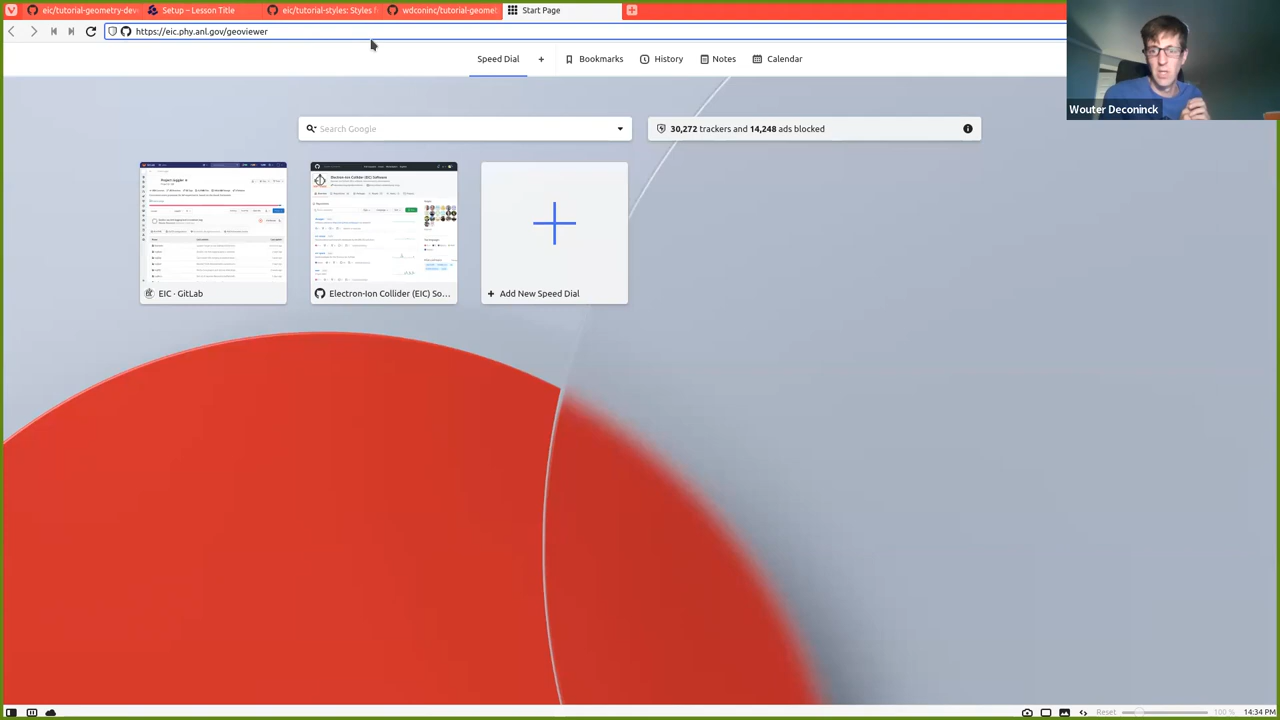 eic/tutorial-geometry-dev
Setup – Lesson Title
eic/tutorial-styles: Styles f
wdconinc/tutorial-geomet
Start Page
https://eic.phy.anl.gov/geoviewer
Speed Dial
Bookmarks
History
Notes
Calendar
Wouter Deconinck
Search Google
30,272 trackers and 14,248 ads blocked
EIC · GitLab
Electron-Ion Collider (EIC) So...
Add New Speed Dial
Reset
100 %
14:34 PM